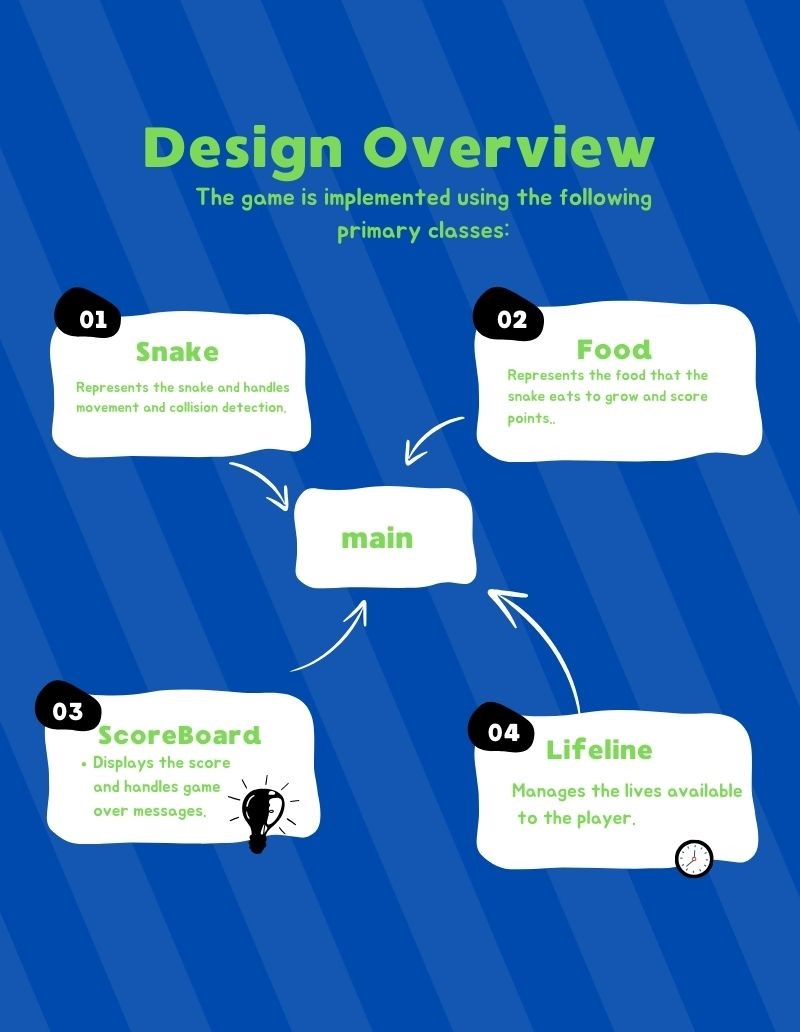 Design Overview
The game is implemented using the following
primary classes:
01
Snake
Represents the snake and handles
movement and collision detection.
02
Food
Represents the food that the
snake eats to grow and score
points..
main
03
ScoreBoard
• Displays the score
and handles game
over messages.
04
Lifeline
Manages the lives available
to the player.